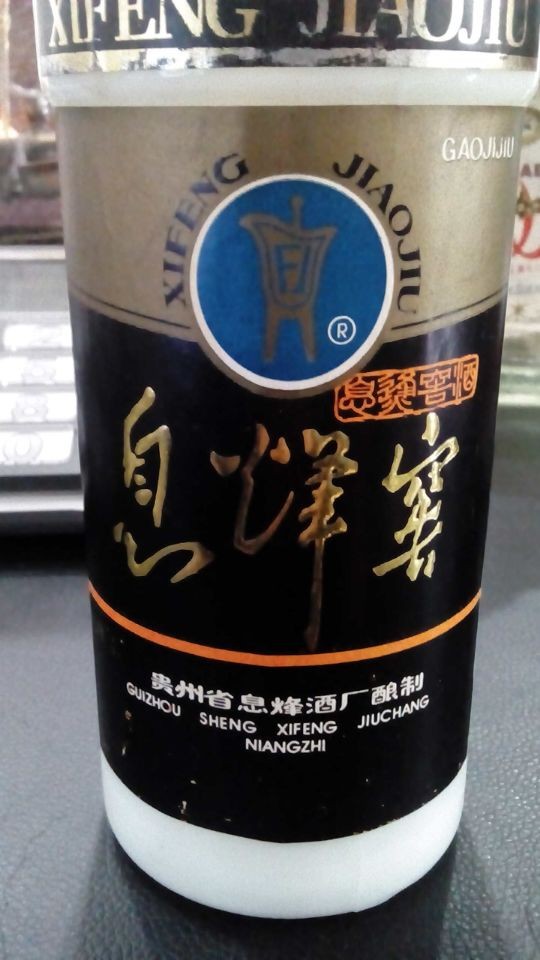 XIFENG JIAOJIU
GAOJIJIU
XIFENG JIAOJIU
®
息烽窖酒
息烽窖
贵州省息烽酒厂酿制
GUIZHOU SHENG XIFENG JIUCHANG
NIANGZHI